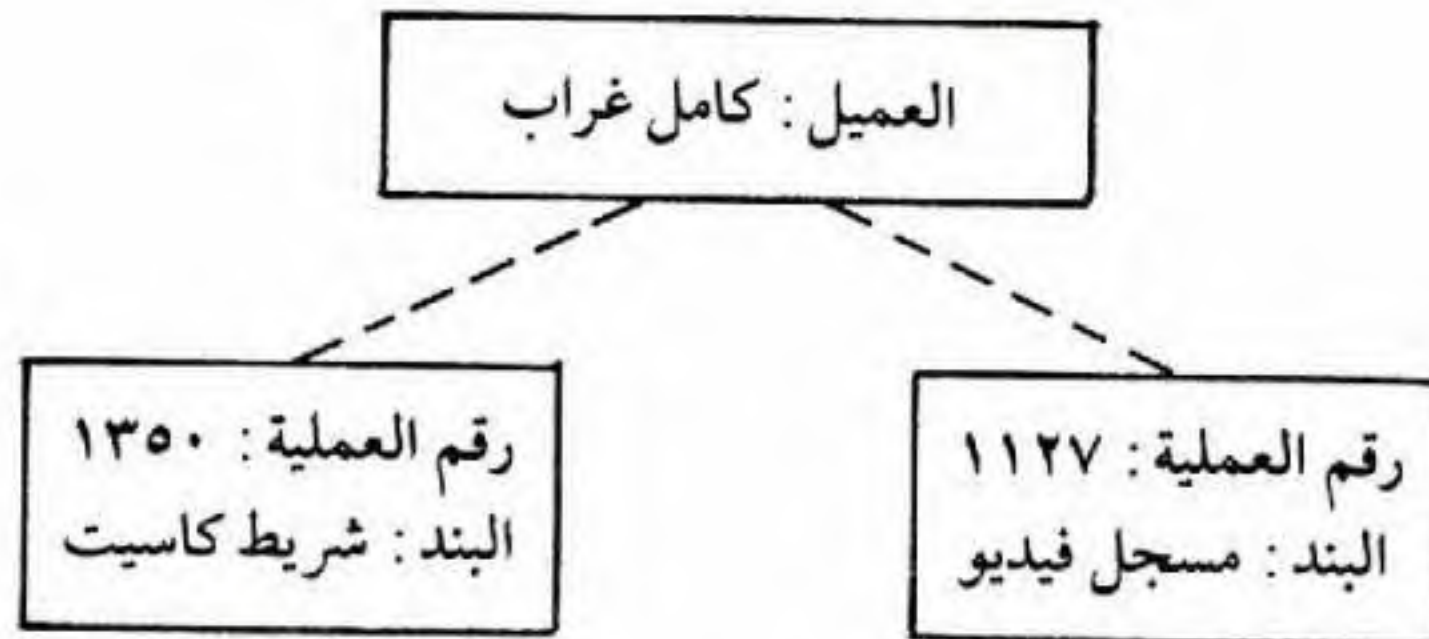 العميل : كامل غراب
رقم العملية : ١١٢٧
البند : مسجل فيديو
رقم العملية : ١٣٥٠
البند : شريط كاسيت